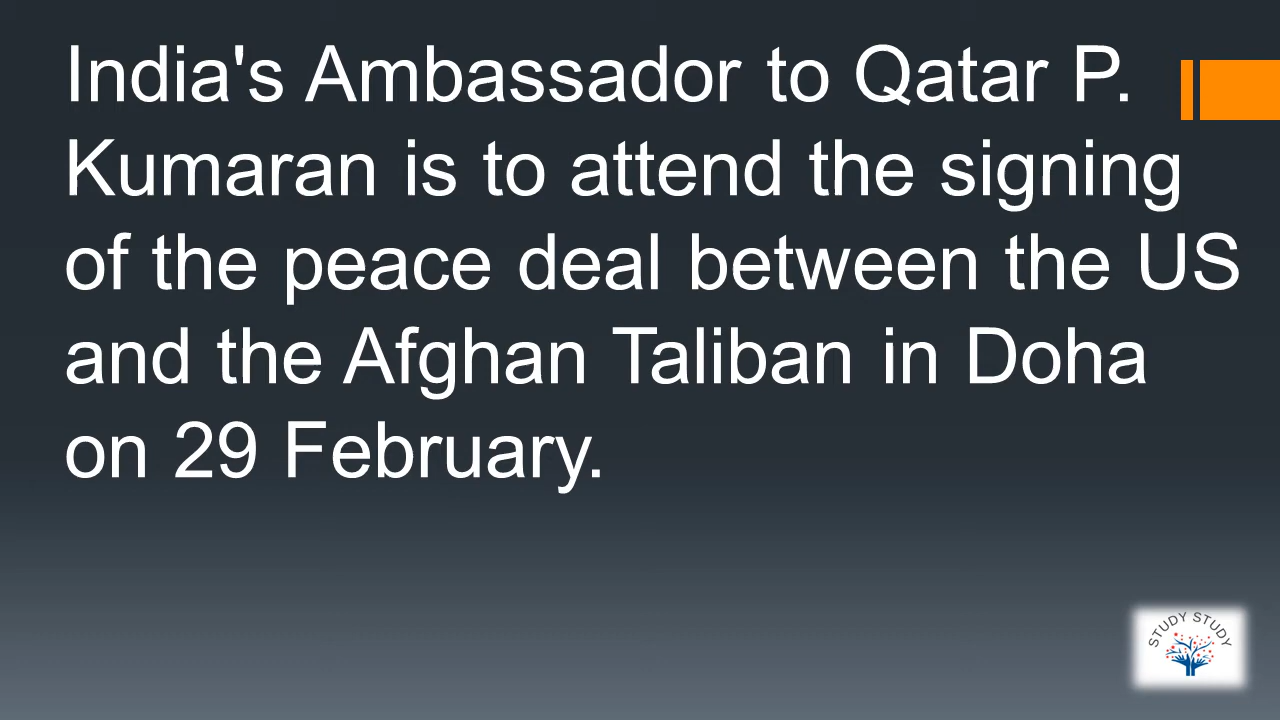 India's Ambassador to Qatar P.
Kumaran is to attend the signing
of the peace deal between the US
and the Afghan Taliban in Doha
on 29 February.
STUDY STUDY